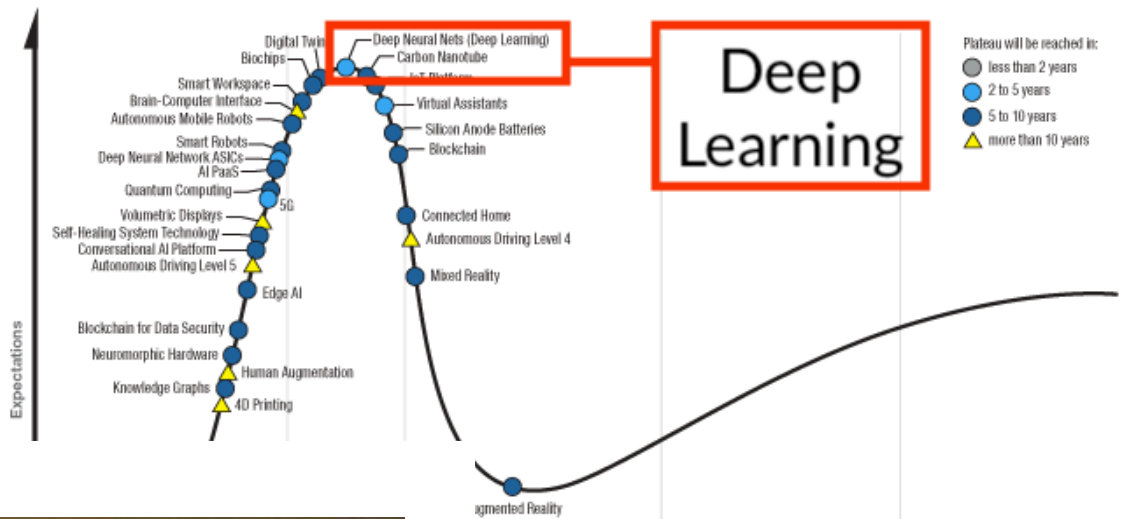 Digital Twin
Biochips
Smart Workspace
Brain-Computer Interface
Autonomous Mobile Robots
Smart Robots
Deep Neural Network ASICs
AI PaaS
Quantum Computing
5G
Volumetric Displays
Self-Healing System Technology
Conversational AI Platform
Autonomous Driving Level 5
Edge AI
Blockchain for Data Security
Neuromorphic Hardware
Human Augmentation
Knowledge Graphs
4D Printing
Deep Neural Nets (Deep Learning)
Carbon Nanotube
IoT Platform
Virtual Assistants
Silicon Anode Batteries
Blockchain
Connected Home
Autonomous Driving Level 4
Mixed Reality
ugmented Reality
Deep
Learning
Plateau will be reached in:
less than 2 years
2 to 5 years
5 to 10 years
more than 10 years
Expectations